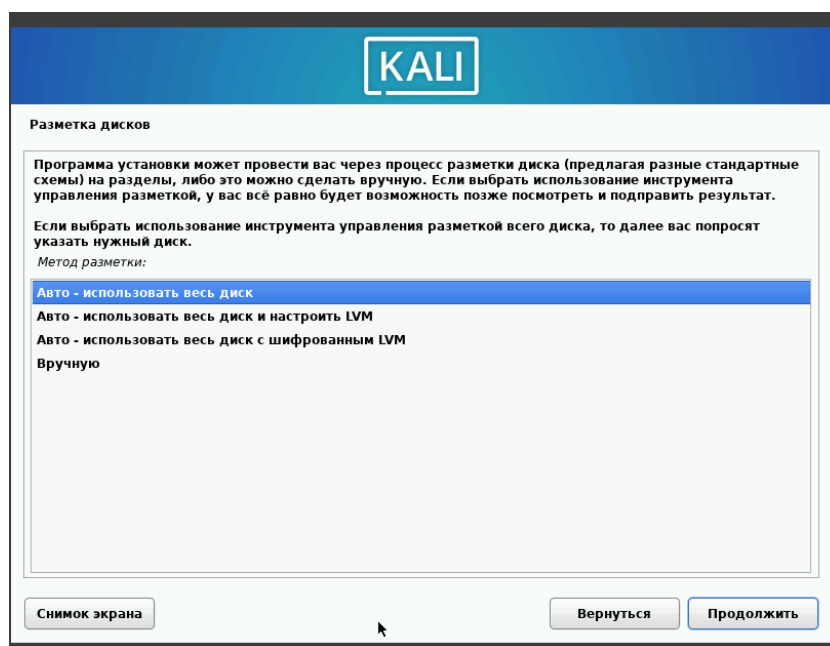 KALI
Разметка дисков
Программа установки может провести вас через процесс разметки диска (предлагая разные стандартные
схемы) на разделы, либо это можно сделать вручную. Если выбрать использование инструмента
управления разметкой, у вас всё равно будет возможность позже посмотреть и подправить результат.
Если выбрать использование инструмента управления разметкой всего диска, то далее вас попросят
указать нужный диск.
Метод разметки:
Авто - использовать весь диск
Авто - использовать весь диск и настроить LVM
Авто - использовать весь диск с шифрованным LVM
Вручную
Снимок экрана
Вернуться
Продолжить